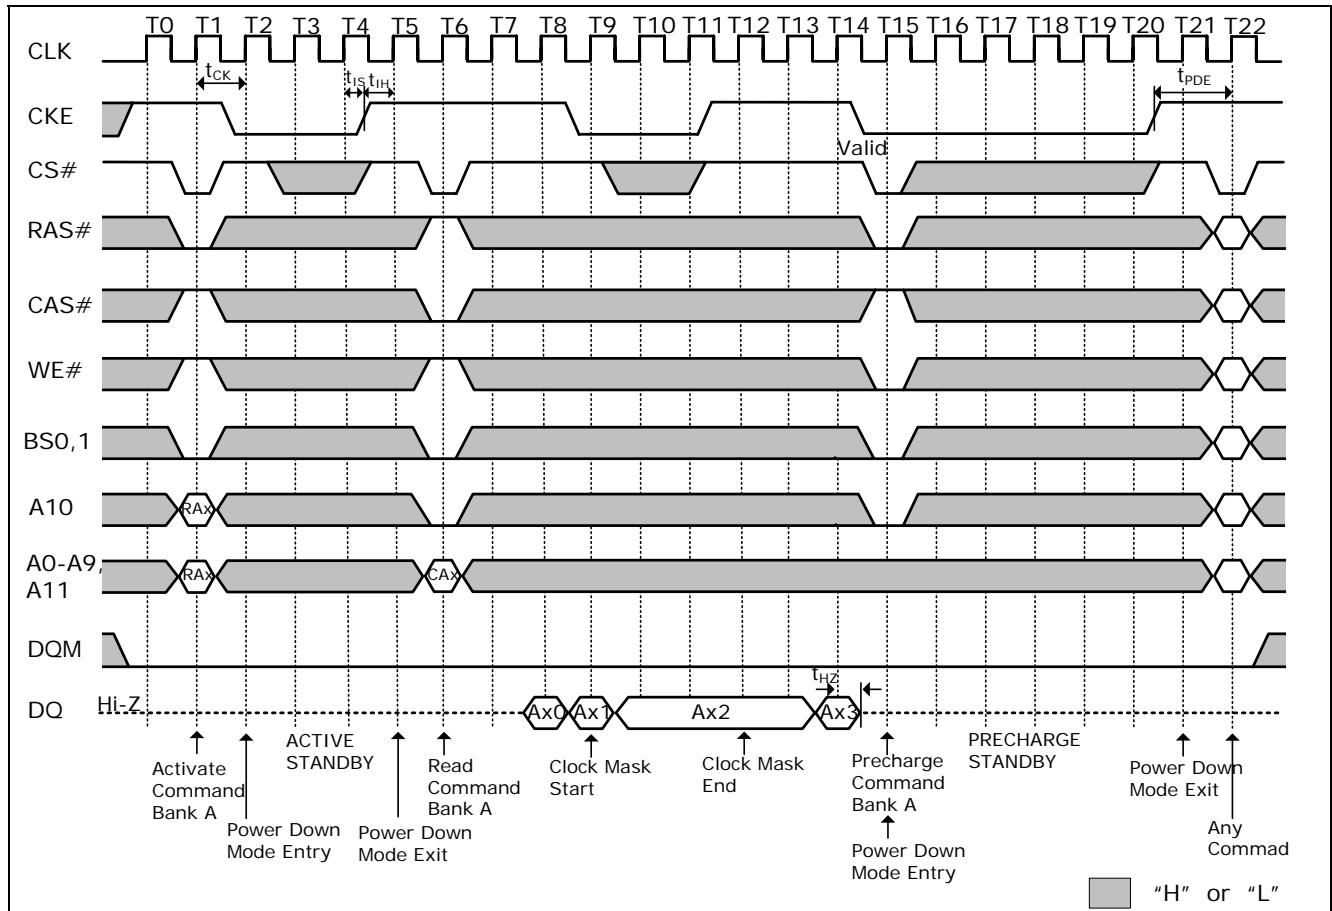 T0 T1 T2 T3 T4 T5 T6 T7 T8 T9 T10 T11 T12 T13 T14 T15 T16 T17 T18 T19 T20 T21 T22
CLK
tCK
tIS tIH
tPDE
CKE
Valid
CS#
RAS#
CAS#
WE#
BS0,1
A10
RAx
A0-A9,
A11
RAx
CAx
DQM
tHZ
DQ
Hi-Z
Ax0
Ax1
Ax2
Ax3
Activate
Command
Bank A
Power Down
Mode Entry
ACTIVE
STANDBY
Power Down
Mode Exit
Read
Command
Bank A
Clock Mask
Start
Clock Mask
End
Precharge
Command
Bank A
Power Down
Mode Entry
PRECHARGE
STANDBY
Power Down
Mode Exit
Any
Commad
“H” or “L”